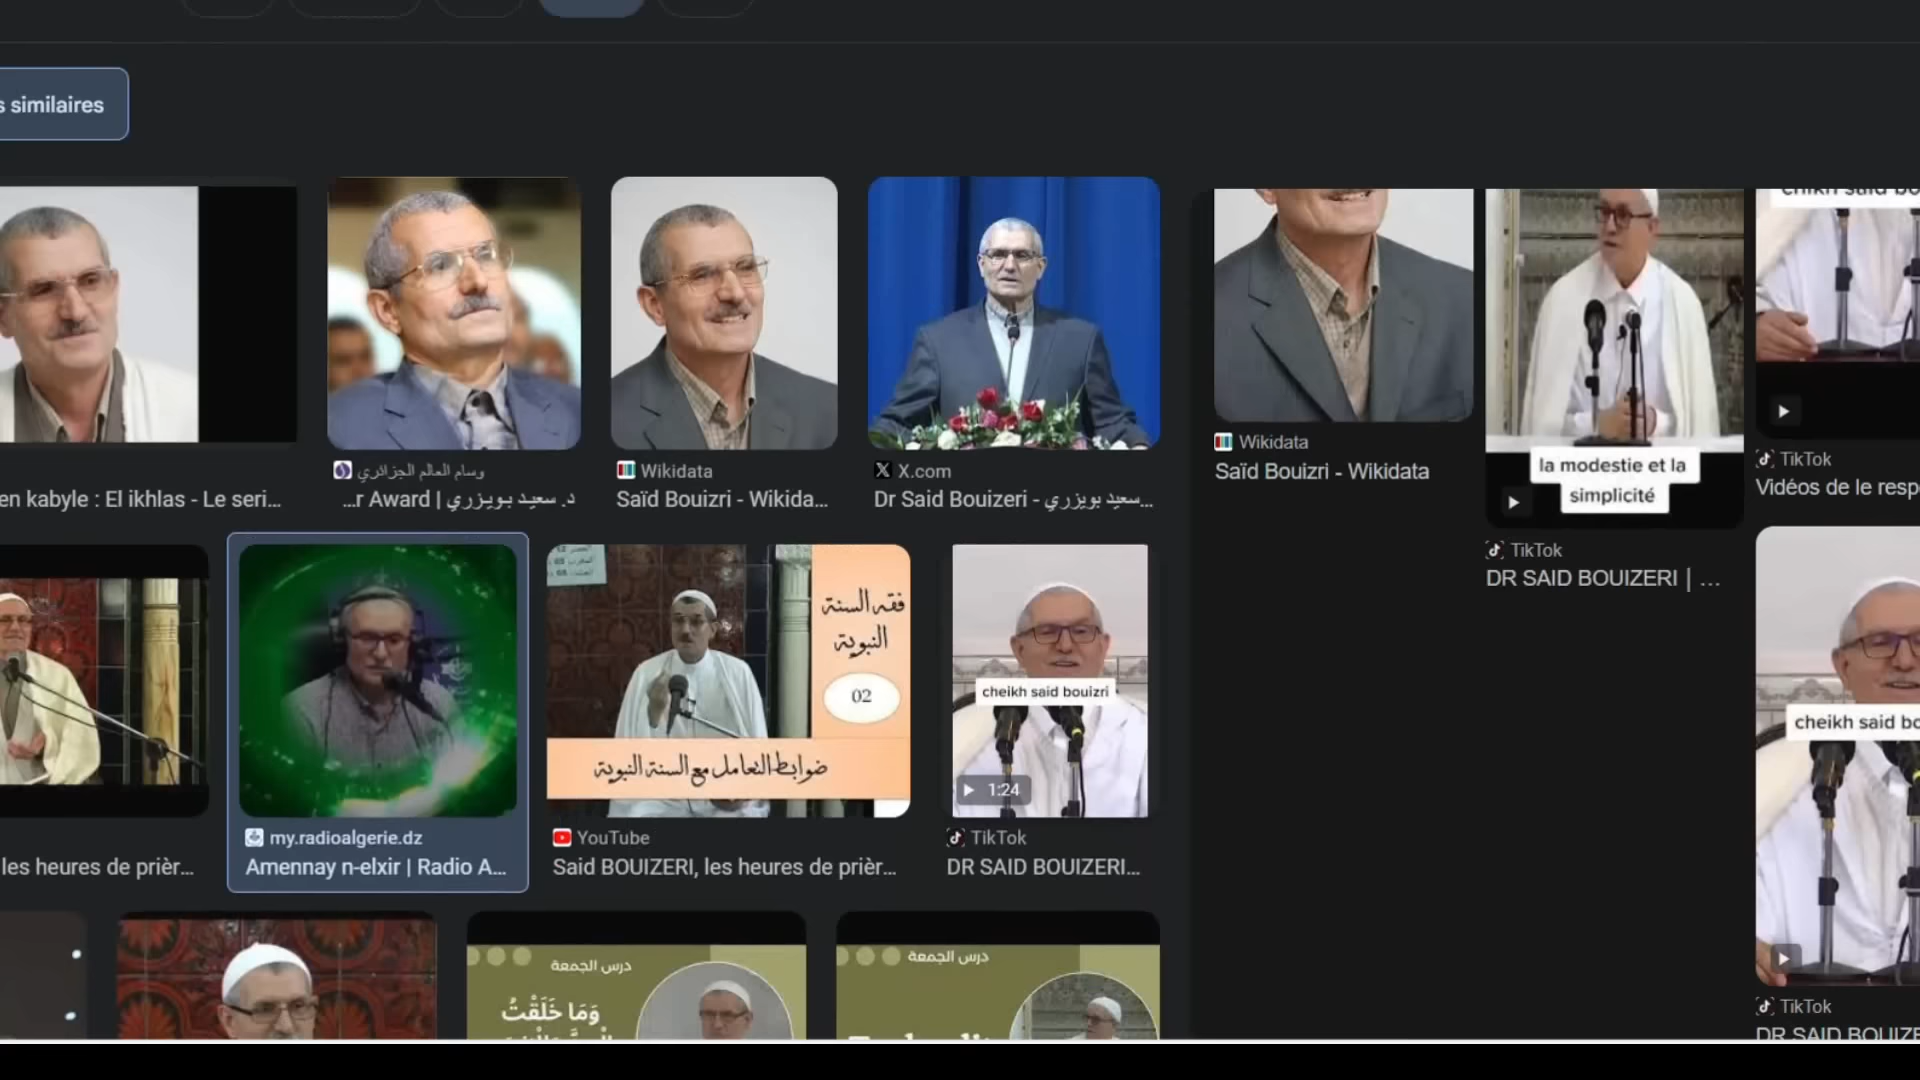 s similaires
en kabyle : El ikhlas - Le seri...
وسام العالم الجزائري
...r Award | د. سعيد بويزري
Wikidata
Saïd Bouizri - Wikida...
X.com
Dr Said Bouizeri - سعيد بويزري...
Wikidata
Saïd Bouizri - Wikidata
la modestie et la
simplicité
TikTok
DR SAID BOUIZERI | ...
TikTok
Vidéos de le resp
les heures de prièr...
my.radioalgerie.dz
Amennay n-elxir | Radio A...
فقه السنة
النبوية
02
ضوابط التعامل مع السنة النبوية
YouTube
Said BOUIZERI, les heures de prièr...
cheikh said bouizri
1:24
TikTok
DR SAID BOUIZERI...
cheikh said bo
TikTok
DR SAID BOUIZE
درس الجمعة
وَمَا خَلَقْتُ
درس الجمعة